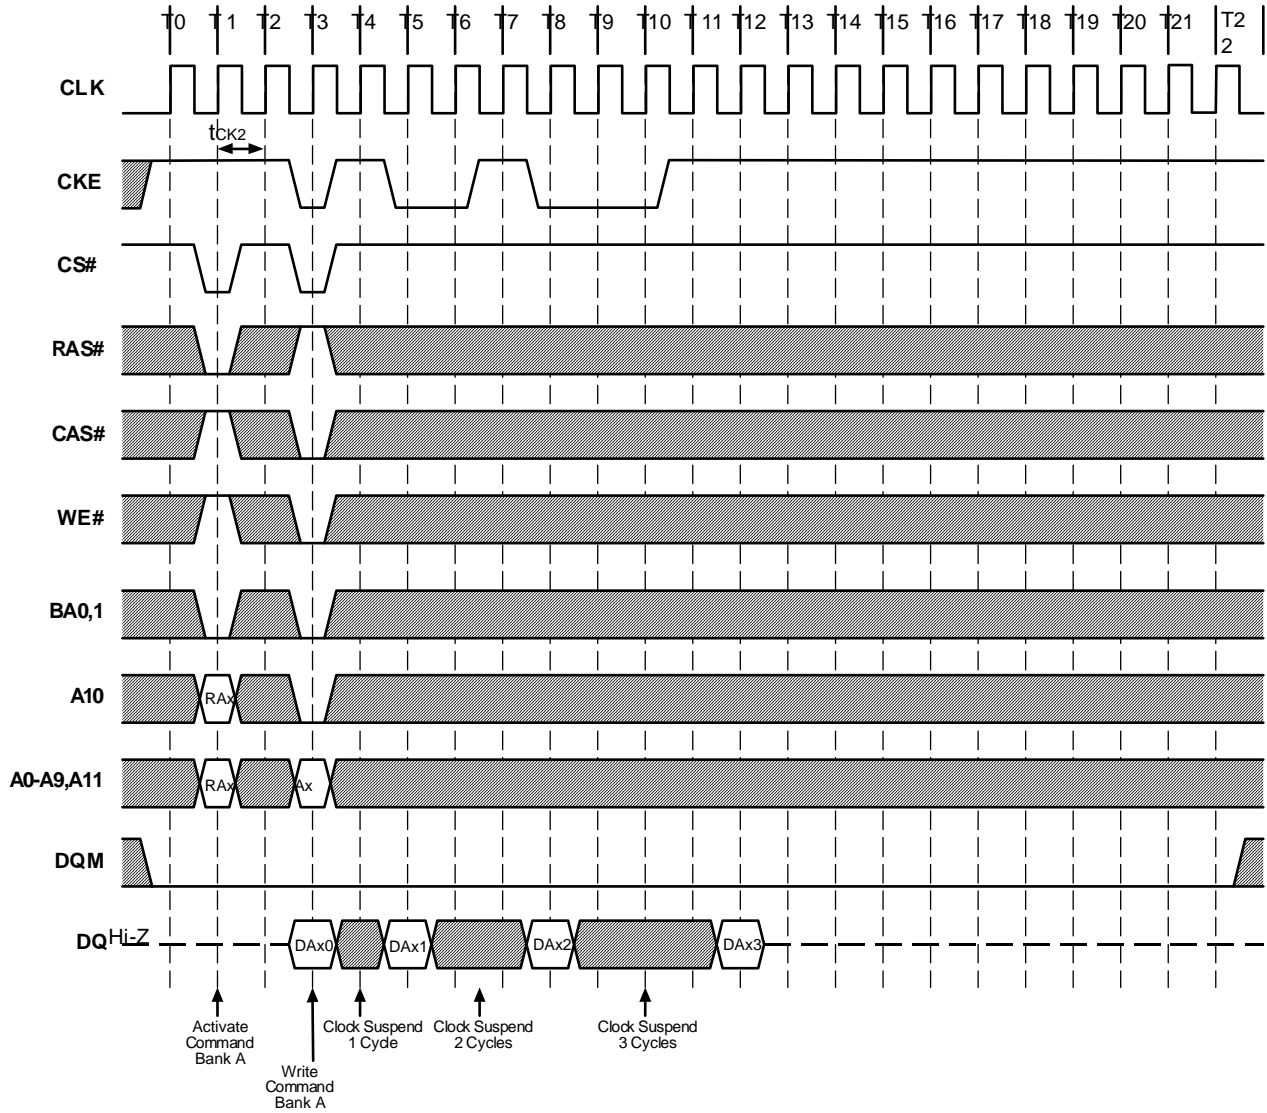 T0 T1 T2 T3 T4 T5 T6 T7 T8 T9 T10 T11 T12 T13 T14 T15 T16 T17 T18 T19 T20 T21 T2
2
CLK
tCK2
CKE
CS#
RAS#
CAS#
WE#
BA0,1
A10
RAx
A0-A9,A11
RAx
Ax
DQM
DQ Hi-Z
DAx0 DAx1 DAx2 DAx3
Activate
Command
Bank A
Write
Command
Bank A
Clock Suspend
1 Cycle
Clock Suspend
2 Cycles
Clock Suspend
3 Cycles